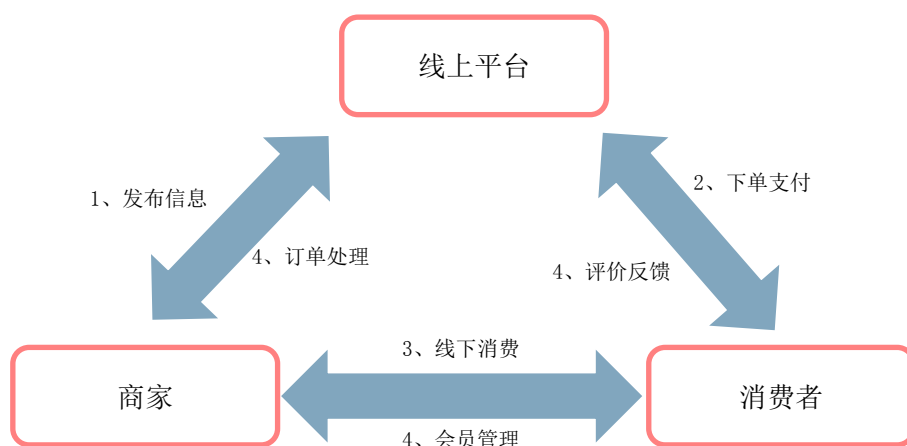 线上平台
1、发布信息
2、下单支付
4、订单处理
4、评价反馈
3、线下消费
商家
消费者
4、会员管理